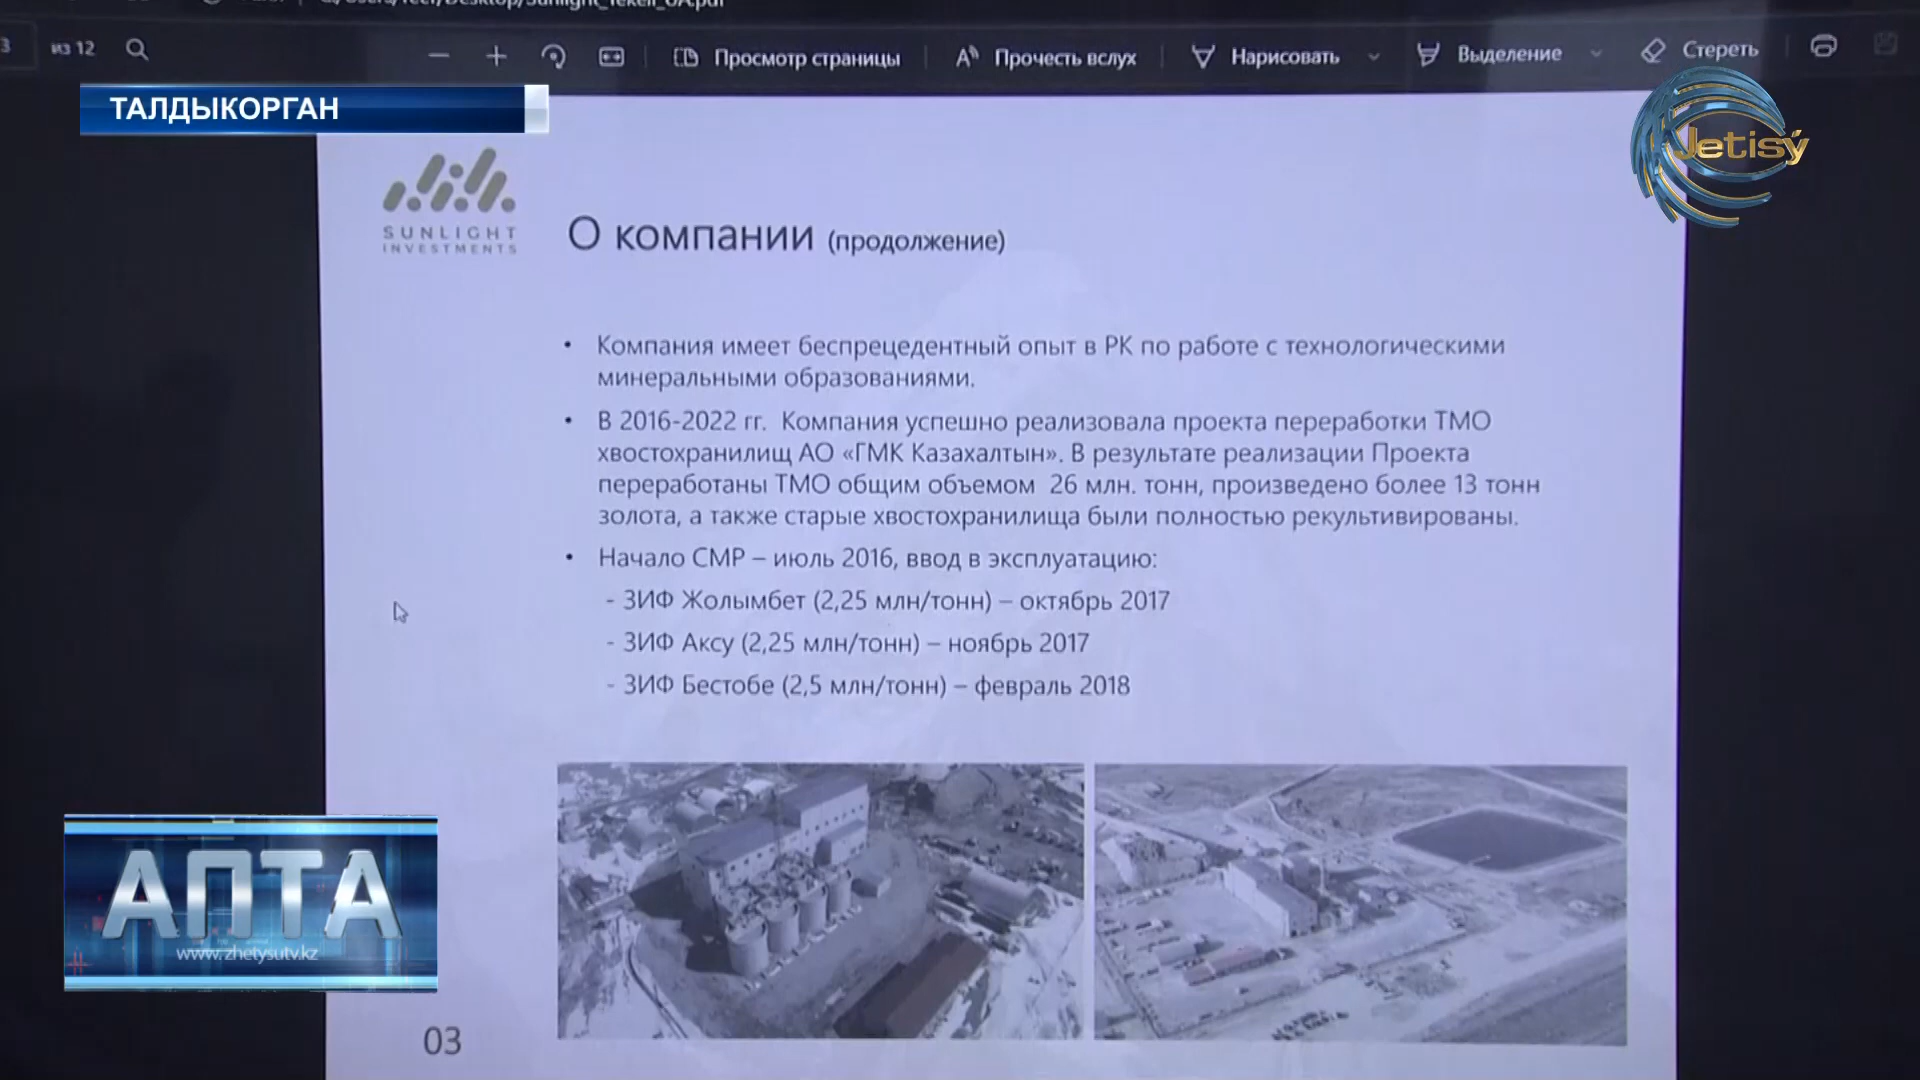 из 12
Просмотр страницы
Прочесть вслух
Нарисовать
Выделение
Стереть
ТАЛДЫКОРГАН
Jetisý
SUNLIGHT
INVESTMENTS
О компании (продолжение)
• Компания имеет беспрецедентный опыт в РК по работе с технологическими
минеральными образованиями.
• В 2016-2022 гг. Компания успешно реализовала проекта переработки ТМО
хвостохранилищ АО «ГМК Казахалтын». В результате реализации Проекта
переработаны ТМО общим объемом 26 млн. тонн, произведено более 13 тонн
золота, а также старые хвостохранилища были полностью рекультивированы.
• Начало СМР – июль 2016, ввод в эксплуатацию:
- ЗИФ Жолымбет (2,25 млн/тонн) – октябрь 2017
- ЗИФ Аксу (2,25 млн/тонн) – ноябрь 2017
- ЗИФ Бестобе (2,5 млн/тонн) – февраль 2018
АПТА
www.zhetysutv.kz
03